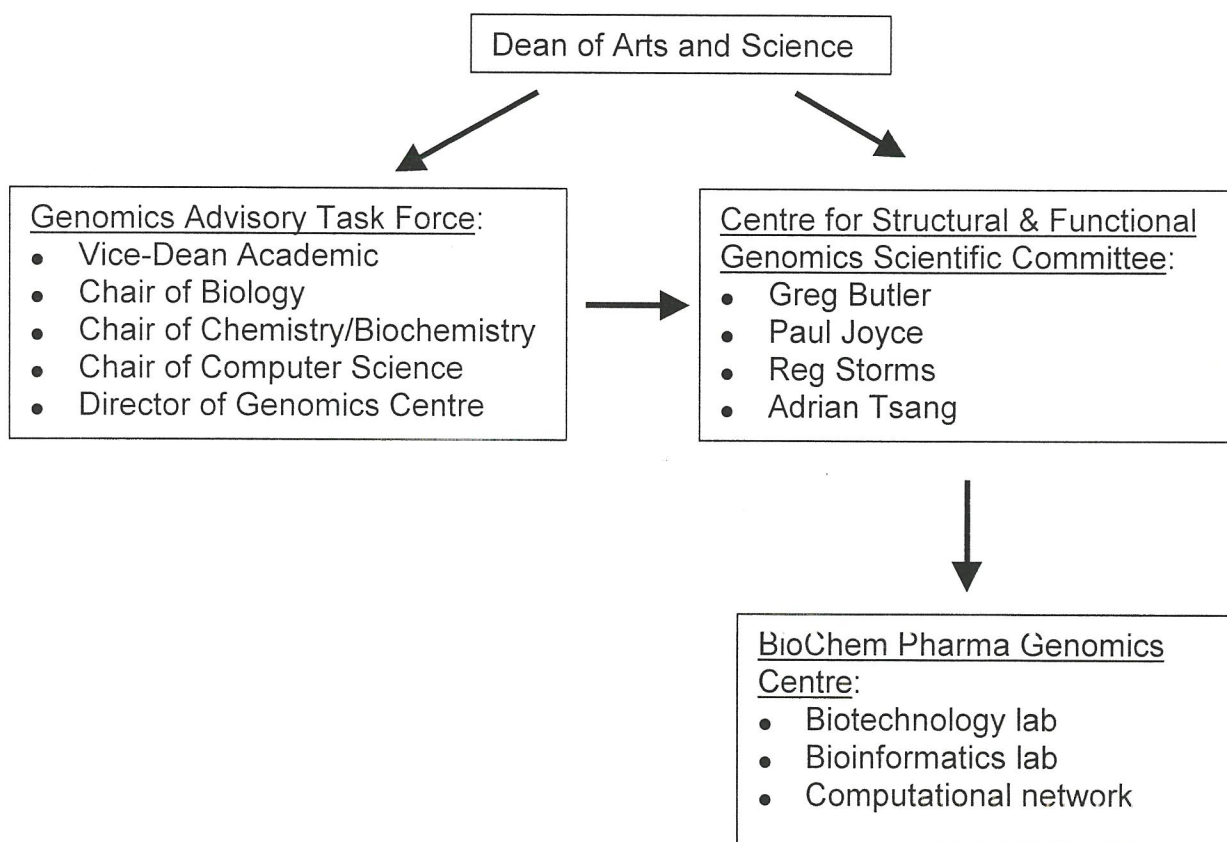 Dean of Arts and Science
Genomics Advisory Task Force:
● Vice-Dean Academic
● Chair of Biology
● Chair of Chemistry/Biochemistry
● Chair of Computer Science
● Director of Genomics Centre
Centre for Structural & Functional
Genomics Scientific Committee:
● Greg Butler
● Paul Joyce
● Reg Storms
● Adrian Tsang
BioChem Pharma Genomics
Centre:
● Biotechnology lab
● Bioinformatics lab
● Computational network